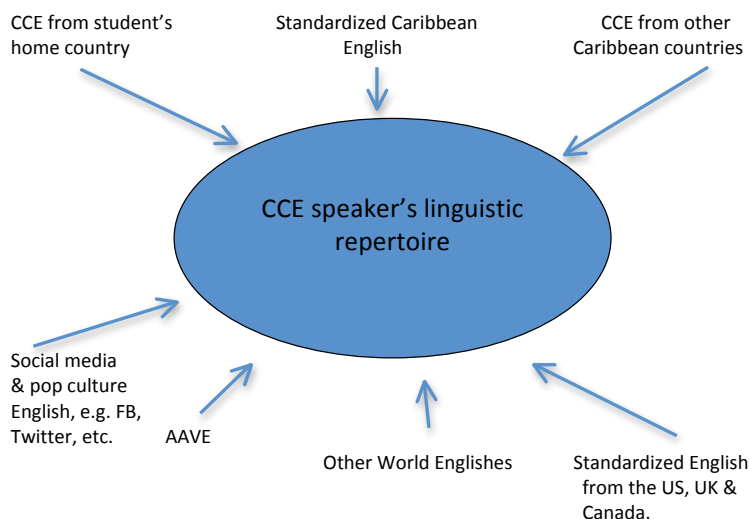 CCE from student’s
home country
Standardized Caribbean
English
CCE from other
Caribbean countries
CCE speaker’s linguistic
repertoire
Social media
& pop culture
English, e.g. FB,
Twitter, etc.
AAVE
Other World Englishes
Standardized English
from the US, UK &
Canada.